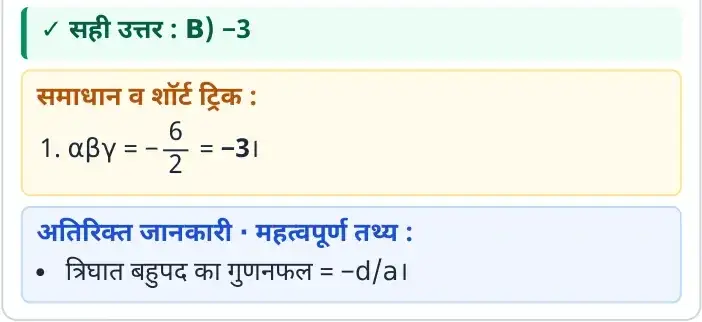 ✓ सही उत्तर : B) −3
समाधान व शॉर्ट ट्रिक :
1. αβγ = −6/2 = −3।
अतिरिक्त जानकारी · महत्वपूर्ण तथ्य :
• त्रिघात बहुपद का गुणनफल = −d/a।